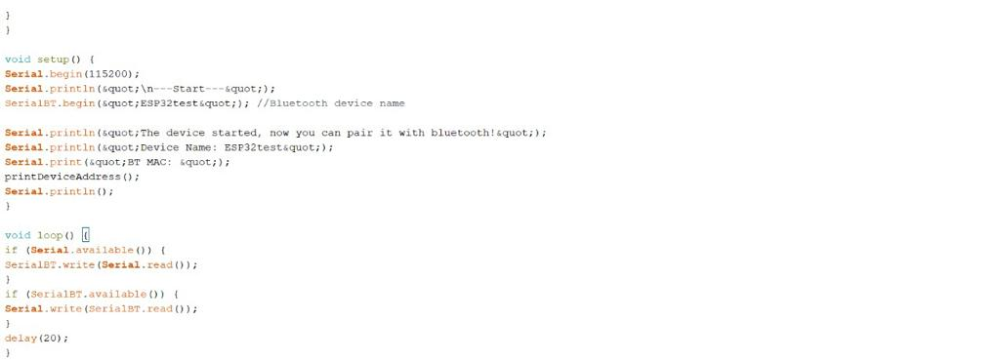 }
}
void setup() {
Serial.begin(115200);
Serial.println(&quot;\n---Start---&quot;);
SerialBT.begin(&quot;ESP32test&quot;); //Bluetooth device name
Serial.println(&quot;The device started, now you can pair it with bluetooth!&quot;);
Serial.println(&quot;Device Name: ESP32test&quot;);
Serial.print(&quot;BT MAC: &quot;);
printDeviceAddress();
Serial.println();
}
void loop() {
if (Serial.available()) {
SerialBT.write(Serial.read());
}
if (SerialBT.available()) {
Serial.write(SerialBT.read());
}
delay(20);
}